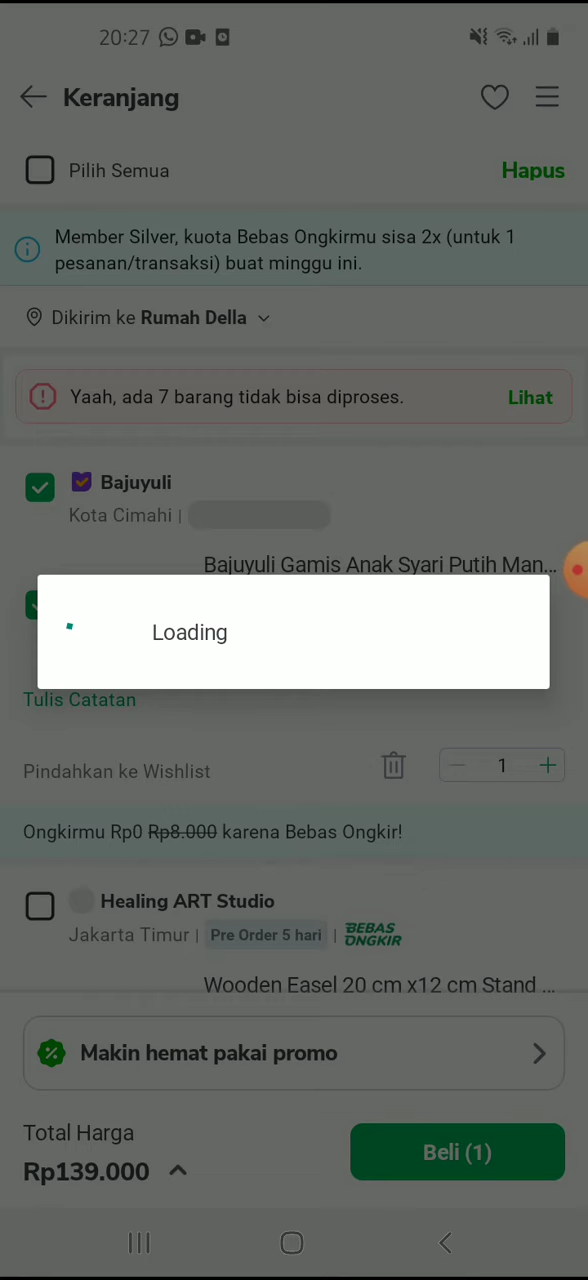 20:27
Keranjang
Pilih Semua
Hapus
Member Silver, kuota Bebas Ongkirmu sisa 2x (untuk 1
pesanan/transaksi) buat minggu ini.
Dikirim ke Rumah Della
Yaah, ada 7 barang tidak bisa diproses.
Lihat
Bajuyuli
Kota Cimahi |
Bajuyuli Gamis Anak Syari Putih Man...
Loading
Tulis Catatan
Pindahkan ke Wishlist
1
Ongkirmu Rp0 Rp8.000 karena Bebas Ongkir!
Healing ART Studio
Jakarta Timur | Pre Order 5 hari | BEBAS ONGKIR
Wooden Easel 20 cm x12 cm Stand ...
Makin hemat pakai promo
Total Harga
Rp139.000
Beli (1)